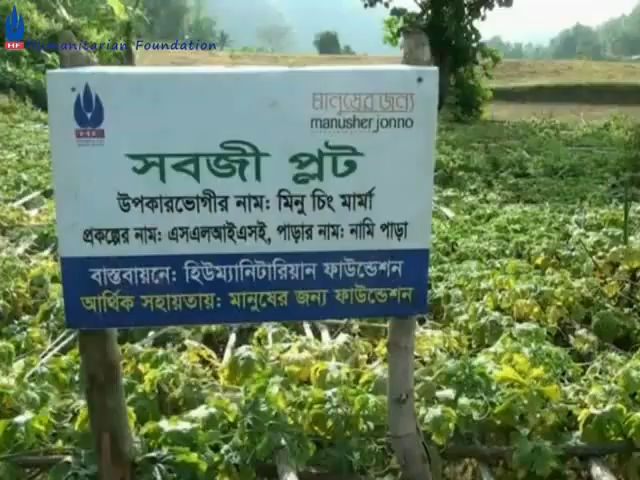 HF Humanitarian Foundation
মানুষের জন্য
manusher jonno
সবজী প্লট
উপকারভোগীর নাম: মিনু চিং মার্মা
প্রকল্পের নাম: এসএলআইএসই, পাড়ার নাম: নামি পাড়া
বাস্তবায়নে: হিউম্যানিটারিয়ান ফাউন্ডেশন
আর্থিক সহায়তায়: মানুষের জন্য ফাউন্ডেশন